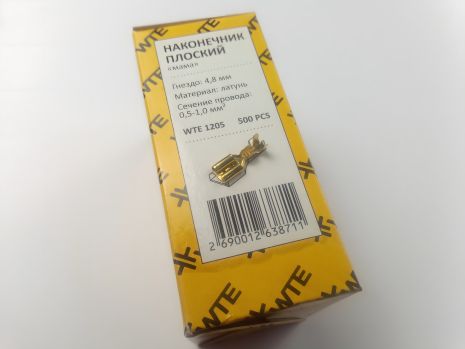 WTE
НАКОНЕЧНИК
ПЛОСКИЙ
«мама»
Гнездо: 4,8 мм
Материал: латунь
Сечение провода:
0,5-1,0 мм²
WTE 1205 500 PCS
2 690012 638711
WTE
WTE